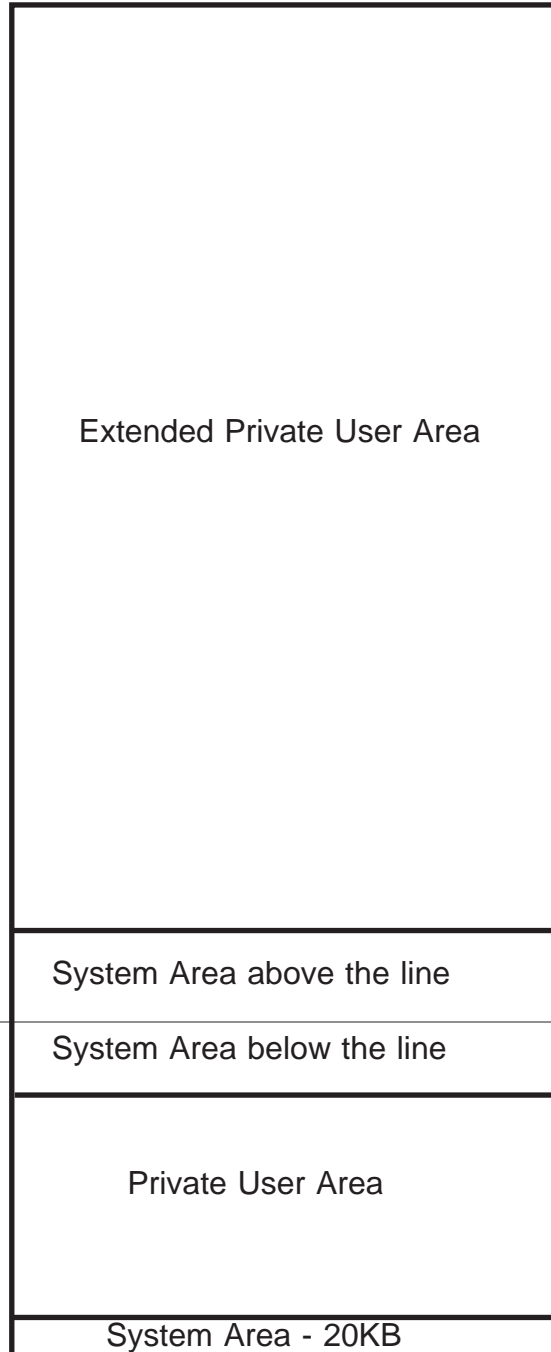 Extended Private User Area
System Area above the line
System Area below the line
Private User Area
System Area - 20KB